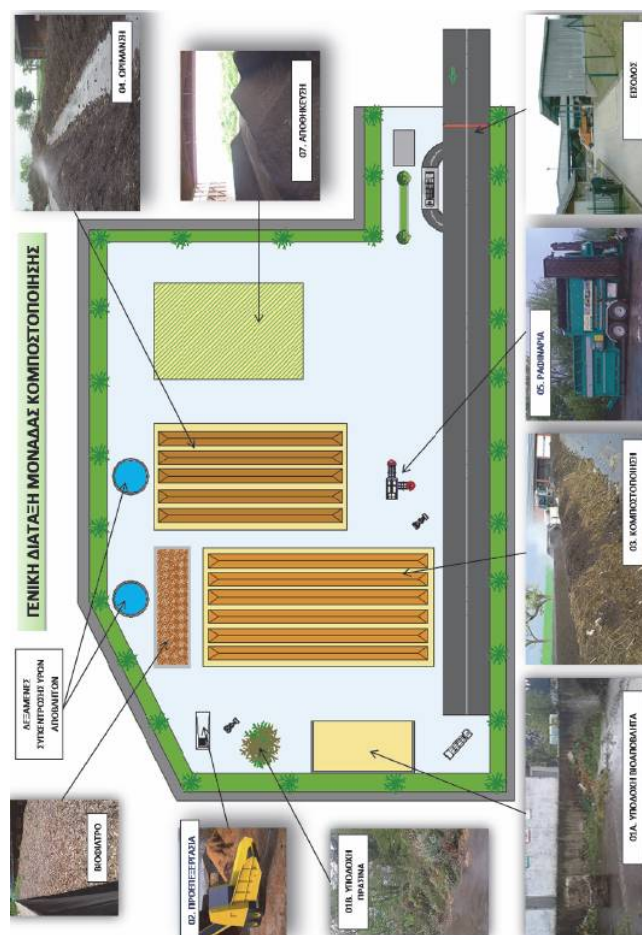 ΓΕΝΙΚΗ ΔΙΑΤΑΞΗ ΜΟΝΑΔΑΣ ΚΟΜΠΟΣΤΟΠΟΙΗΣΗΣ
ΒΙΟΦΙΛΤΡΟ
ΔΕΞΑΜΕΝΕΣ
ΣΥΓΚΕΝΤΡΩΣΗΣ ΥΓΡΩΝ
ΑΠΟΒΛΗΤΩΝ
04. ΩΡΙΜΑΝΣΗ
07. ΑΠΟΘΗΚΕΥΣΗ
02. ΠΡΟΕΠΕΞΕΡΓΑΣΙΑ
01Β. ΥΠΟΔΟΧΗ
ΠΡΑΣΙΝΑ
01Α. ΥΠΟΔΟΧΗ ΒΙΟΑΠΟΒΛΗΤΑ
03. ΚΟΜΠΟΣΤΟΠΟΙΗΣΗ
05. ΡΑΦΙΝΑΡΙΑ
ΕΙΣΟΔΟΣ